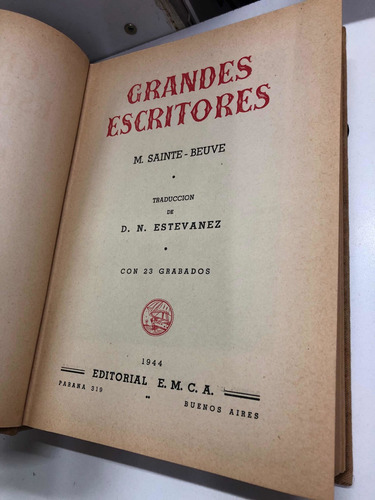 GRANDES
ESCRITORES
M. SAINTE-BEUVE
TRADUCCION
DE
D. N. ESTEVANEZ
CON 23 GRABADOS
1944
EDITORIAL E. M. C. A.
PARANA 319
BUENOS AIRES